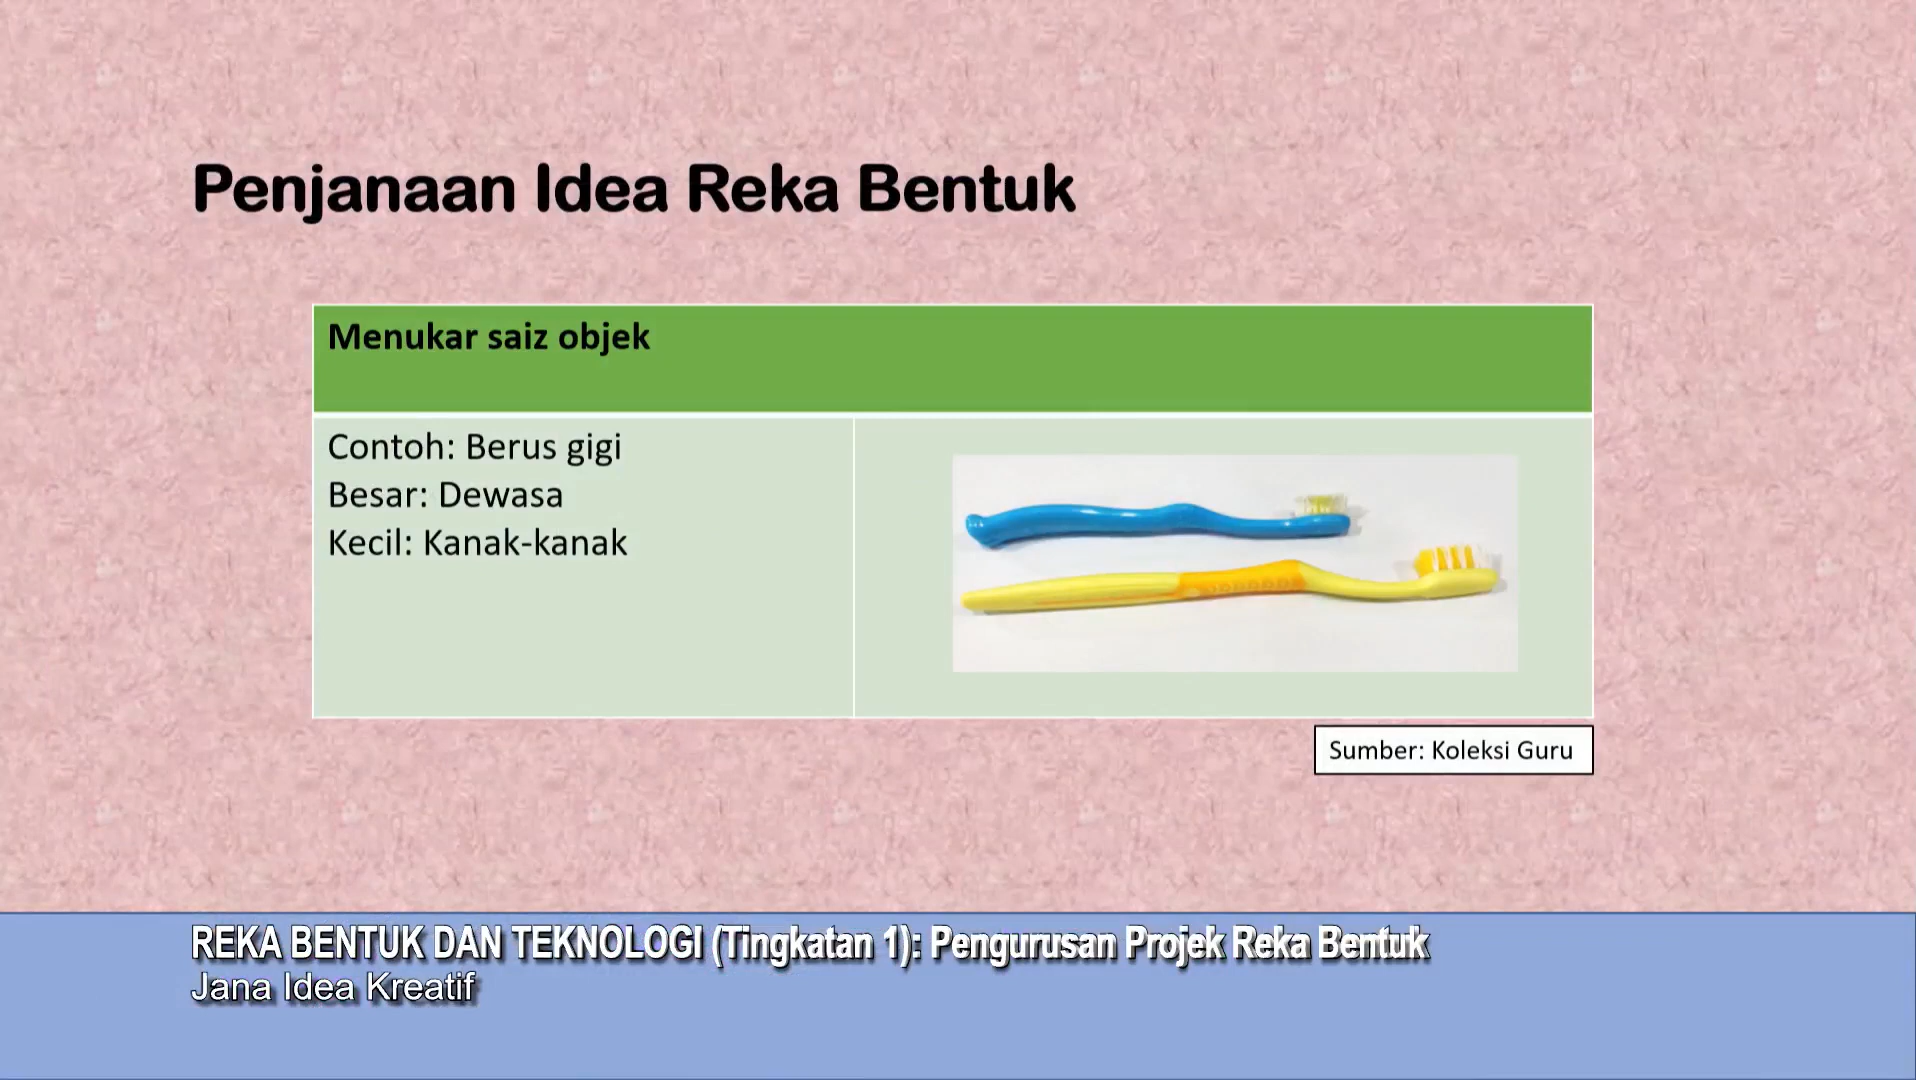 Penjanaan Idea Reka Bentuk
Menukar saiz objek
Contoh: Berus gigi
Besar: Dewasa
Kecil: Kanak-kanak
Sumber: Koleksi Guru
REKA BENTUK DAN TEKNOLOGI (Tingkatan 1): Pengurusan Projek Reka Bentuk
Jana Idea Kreatif